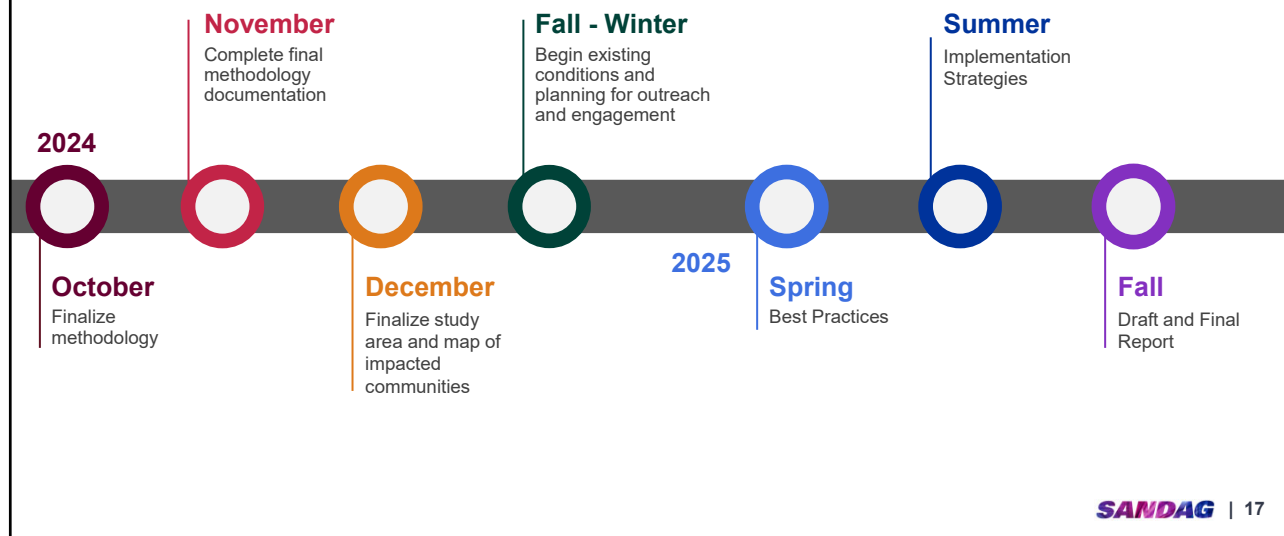 November
Complete final
methodology
documentation
Fall - Winter
Begin existing
conditions and
planning for outreach
and engagement
Summer
Implementation
Strategies
2024
October
Finalize
methodology
December
Finalize study
area and map of
impacted
communities
2025
Spring
Best Practices
Fall
Draft and Final
Report
SANDAG | 17